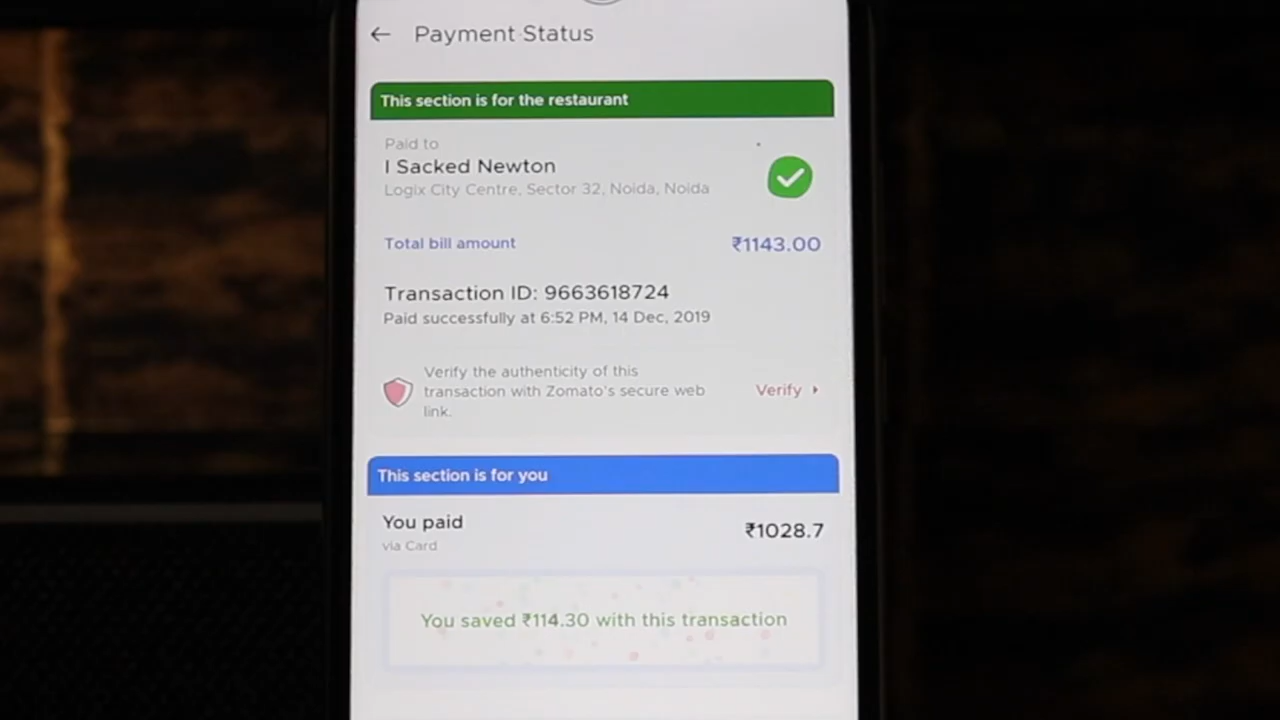 ← Payment Status
This section is for the restaurant
Paid to
I Sacked Newton
Logix City Centre, Sector 32, Noida, Noida
Total bill amount ₹1143.00
Transaction ID: 9663618724
Paid successfully at 6:52 PM, 14 Dec, 2019
Verify the authenticity of this
transaction with Zomato's secure web
link.
Verify
This section is for you
You paid ₹1028.7
via Card
You saved ₹114.30 with this transaction